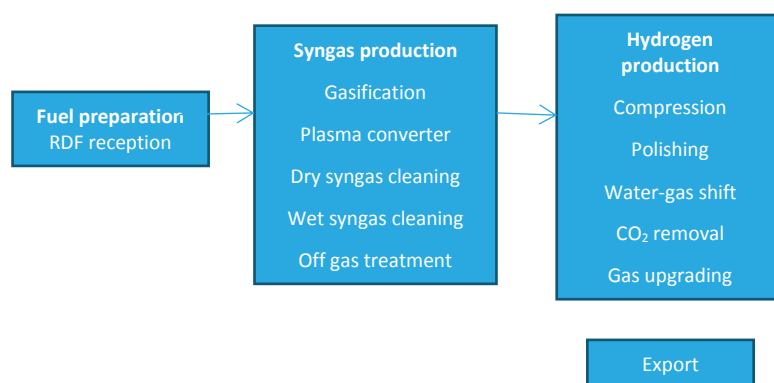 Fuel preparation
RDF reception
Syngas production
Gasification
Plasma converter
Dry syngas cleaning
Wet syngas cleaning
Off gas treatment
Hydrogen
production
Compression
Polishing
Water-gas shift
CO₂ removal
Gas upgrading
Export